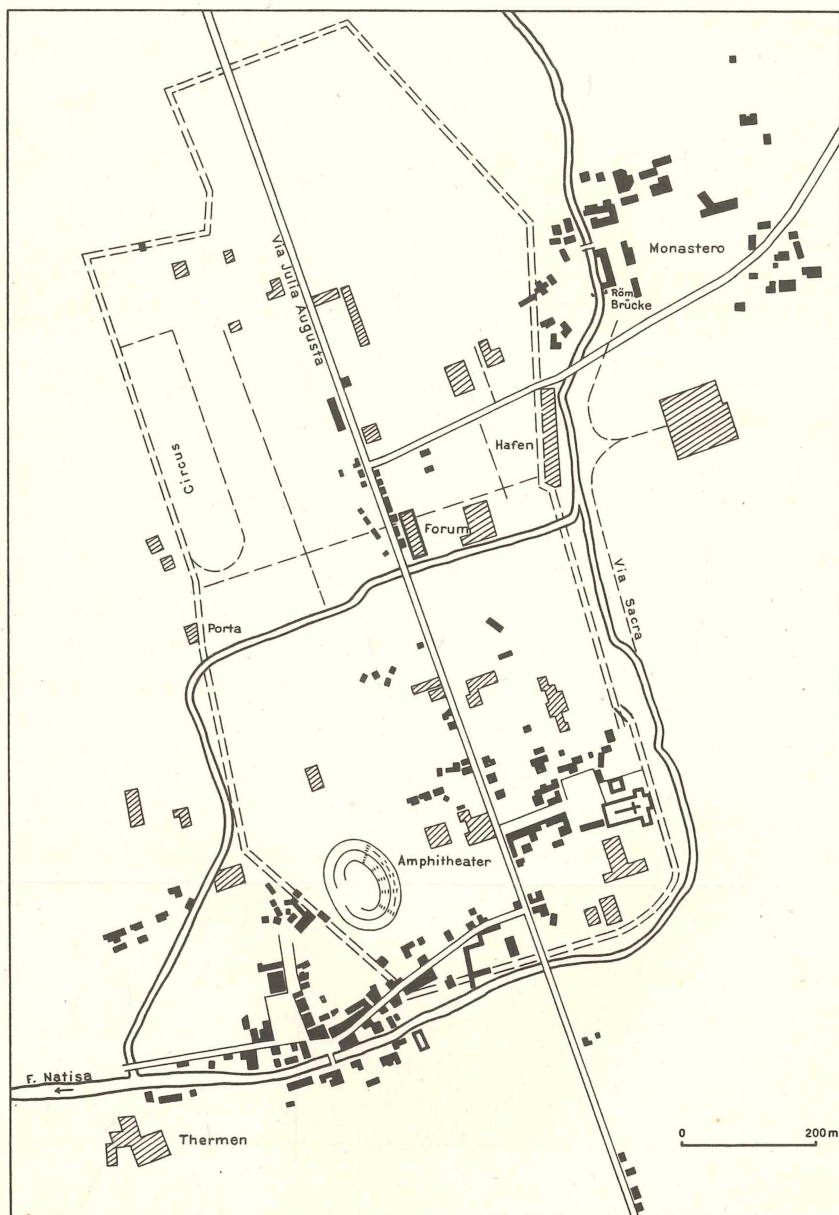 Monastero
Via Julia Augusta
Röm.
Brücke
Circus
Hafen
Forum
Via Sacra
Porta
Amphitheater
F. Natisa
←
Thermen
0 200 m